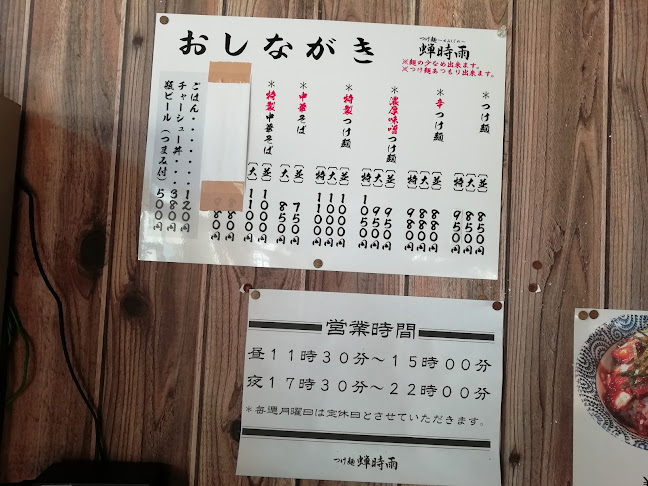 おしながき
つけ麺
蝉時雨
※麺の少なめ出来ます。
※つけ麺あつもり出来ます。
*つけ麺
並 850円
大 850円
特 950円
*辛つけ麺
並 880円
大 880円
特 980円
*濃厚味噌つけ麺
並 950円
大 950円
特 1050円
*特製つけ麺
並 1000円
大 1000円
特 1100円
*中華そば
並 750円
大 850円
*特製中華そば
並 1000円
大 1100円
ごはん・・・・・・120円
チャーシュー丼・・・・380円
瓶ビール(つまみ付)500円
営業時間
昼11時30分~15時00分
夜17時30分~22時00分
*毎週月曜日は定休日とさせていただきます。
つけ麺 蝉時雨